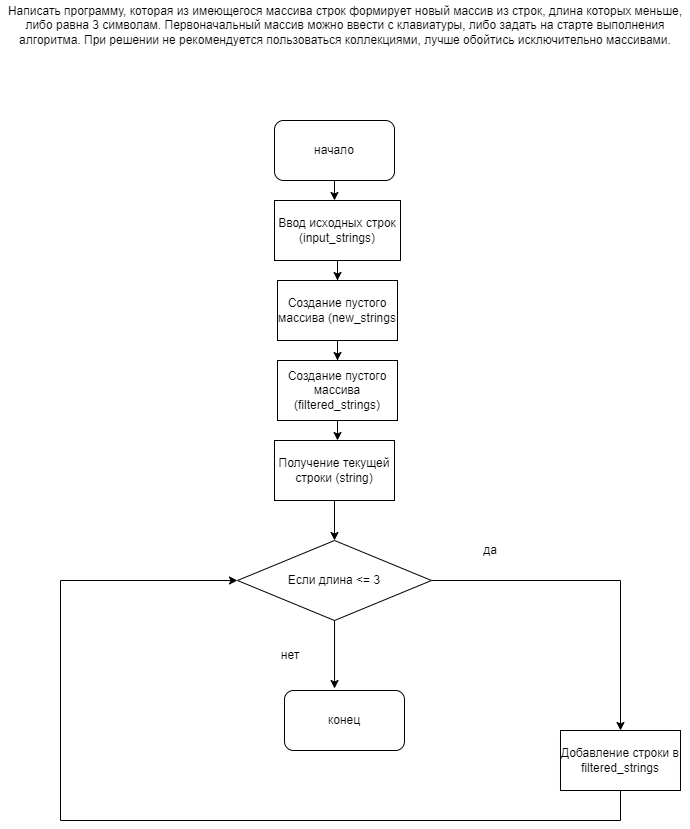 Написать программу, которая из имеющегося массива строк формирует новый массив из строк, длина которых меньше,
либо равна 3 символам. Первоначальный массив можно ввести с клавиатуры, либо задать на старте выполнения
алгоритма. При решении не рекомендуется пользоваться коллекциями, лучше обойтись исключительно массивами.
начало
Ввод исходных строк
(input_strings)
Создание пустого
массива (new_strings
Создание пустого
массива
(filtered_strings)
Получение текущей
строки (string)
да
Если длина <= 3
нет
конец
Добавление строки в
filtered_strings